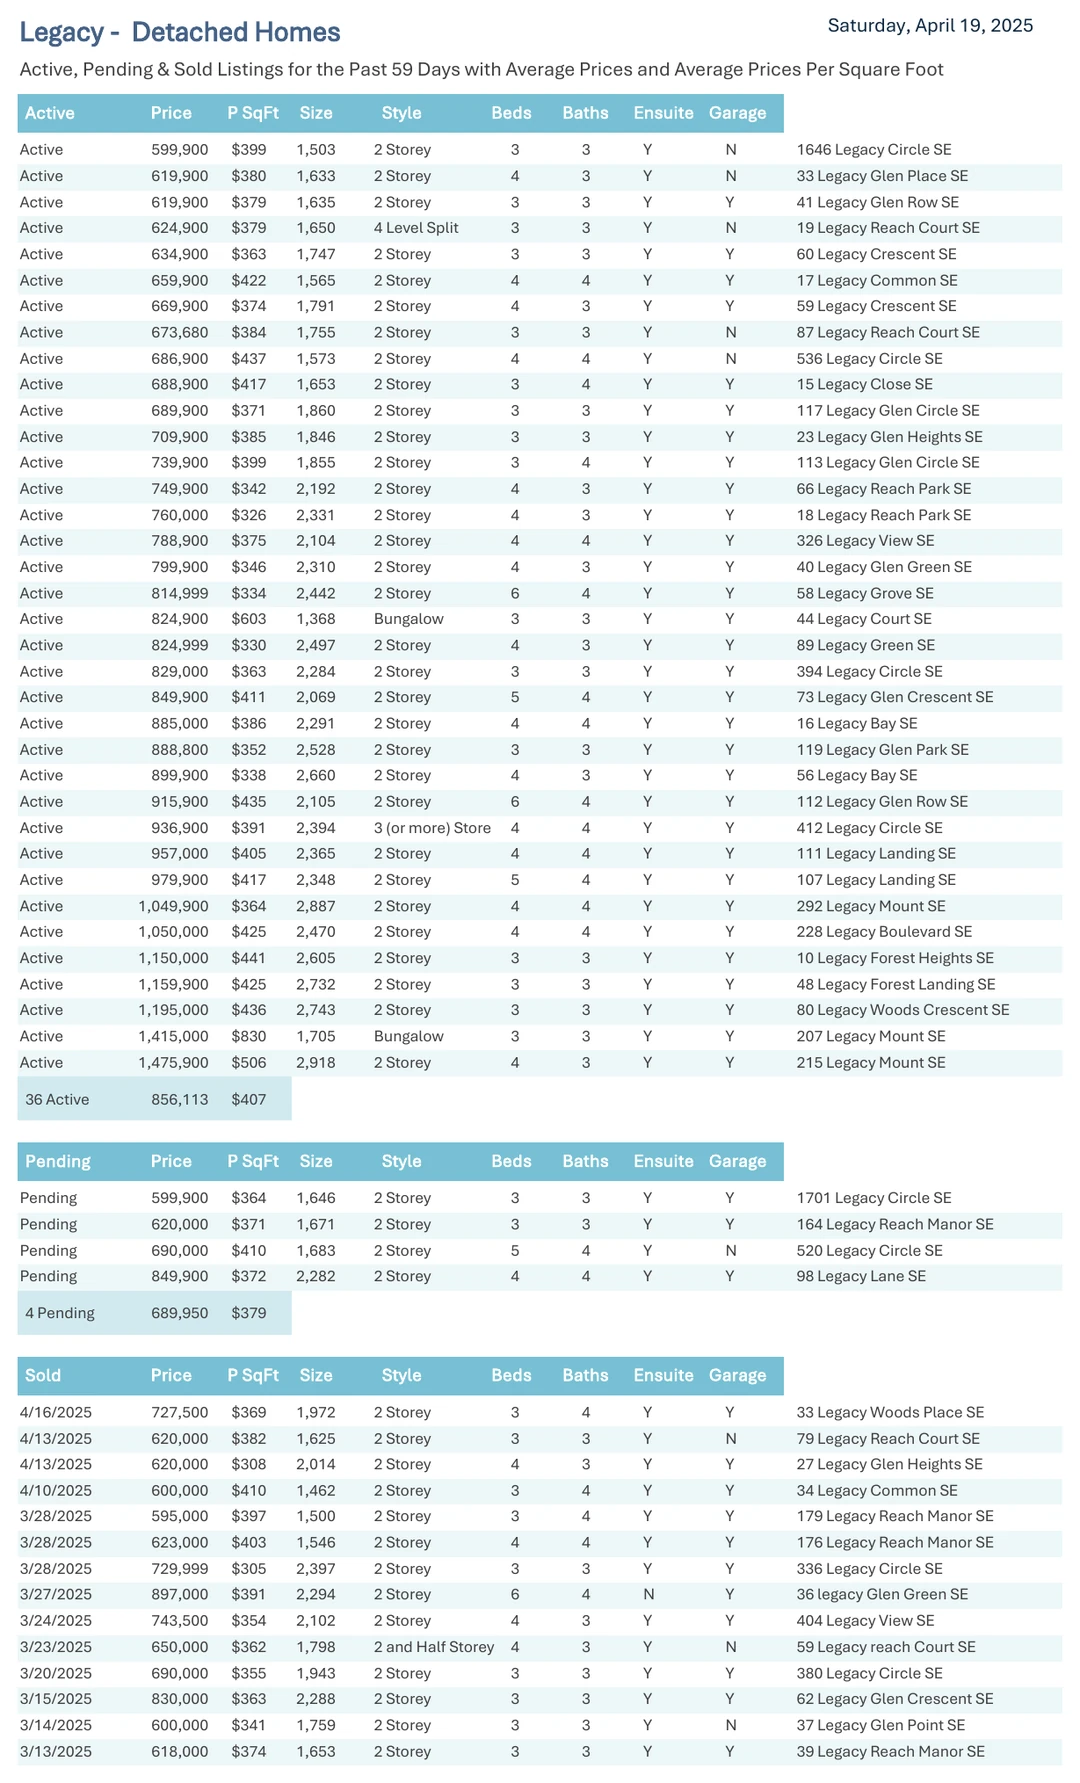 Legacy - Detached Homes
Saturday, April 19, 2025
Active, Pending & Sold Listings for the Past 59 Days with Average Prices and Average Prices Per Square Foot
Active Price P SqFt Size Style Beds Baths Ensuite Garage
Active 599,900 $399 1,503 2 Storey 3 3 Y N 1646 Legacy Circle SE
Active 619,900 $380 1,633 2 Storey 4 3 Y N 33 Legacy Glen Place SE
Active 619,900 $379 1,635 2 Storey 3 3 Y Y 41 Legacy Glen Row SE
Active 624,900 $379 1,650 4 Level Split 3 3 Y N 19 Legacy Reach Court SE
Active 634,900 $363 1,747 2 Storey 3 3 Y Y 60 Legacy Crescent SE
Active 659,900 $422 1,565 2 Storey 4 4 Y Y 17 Legacy Common SE
Active 669,900 $374 1,791 2 Storey 4 3 Y Y 59 Legacy Crescent SE
Active 673,680 $384 1,755 2 Storey 3 3 Y N 87 Legacy Reach Court SE
Active 686,900 $437 1,573 2 Storey 4 4 Y N 536 Legacy Circle SE
Active 688,900 $417 1,653 2 Storey 3 4 Y Y 15 Legacy Close SE
Active 689,900 $371 1,860 2 Storey 3 3 Y Y 117 Legacy Glen Circle SE
Active 709,900 $385 1,846 2 Storey 3 3 Y Y 23 Legacy Glen Heights SE
Active 739,900 $399 1,855 2 Storey 3 4 Y Y 113 Legacy Glen Circle SE
Active 749,900 $342 2,192 2 Storey 4 3 Y Y 66 Legacy Reach Park SE
Active 760,000 $326 2,331 2 Storey 4 3 Y Y 18 Legacy Reach Park SE
Active 788,900 $375 2,104 2 Storey 4 4 Y Y 326 Legacy View SE
Active 799,900 $346 2,310 2 Storey 4 3 Y Y 40 Legacy Glen Green SE
Active 814,999 $334 2,442 2 Storey 6 4 Y Y 58 Legacy Grove SE
Active 824,900 $603 1,368 Bungalow 3 3 Y Y 44 Legacy Court SE
Active 824,999 $330 2,497 2 Storey 4 3 Y Y 89 Legacy Green SE
Active 829,000 $363 2,284 2 Storey 3 3 Y Y 394 Legacy Circle SE
Active 849,900 $411 2,069 2 Storey 5 4 Y Y 73 Legacy Glen Crescent SE
Active 885,000 $386 2,291 2 Storey 4 4 Y Y 16 Legacy Bay SE
Active 888,800 $352 2,528 2 Storey 3 3 Y Y 119 Legacy Glen Park SE
Active 899,900 $338 2,660 2 Storey 4 3 Y Y 56 Legacy Bay SE
Active 915,900 $435 2,105 2 Storey 6 4 Y Y 112 Legacy Glen Row SE
Active 936,900 $391 2,394 3 (or more) Store 4 4 Y Y 412 Legacy Circle SE
Active 957,000 $405 2,365 2 Storey 4 4 Y Y 111 Legacy Landing SE
Active 979,900 $417 2,348 2 Storey 5 4 Y Y 107 Legacy Landing SE
Active 1,049,900 $364 2,887 2 Storey 4 4 Y Y 292 Legacy Mount SE
Active 1,050,000 $425 2,470 2 Storey 4 4 Y Y 228 Legacy Boulevard SE
Active 1,150,000 $441 2,605 2 Storey 3 3 Y Y 10 Legacy Forest Heights SE
Active 1,159,900 $425 2,732 2 Storey 3 3 Y Y 48 Legacy Forest Landing SE
Active 1,195,000 $436 2,743 2 Storey 3 3 Y Y 80 Legacy Woods Crescent SE
Active 1,415,000 $830 1,705 Bungalow 3 3 Y Y 207 Legacy Mount SE
Active 1,475,900 $506 2,918 2 Storey 4 3 Y Y 215 Legacy Mount SE
36 Active 856,113 $407
Pending Price P SqFt Size Style Beds Baths Ensuite Garage
Pending 599,900 $364 1,646 2 Storey 3 3 Y Y 1701 Legacy Circle SE
Pending 620,000 $371 1,671 2 Storey 3 3 Y Y 164 Legacy Reach Manor SE
Pending 690,000 $410 1,683 2 Storey 5 4 Y N 520 Legacy Circle SE
Pending 849,900 $372 2,282 2 Storey 4 4 Y Y 98 Legacy Lane SE
4 Pending 689,950 $379
Sold Price P SqFt Size Style Beds Baths Ensuite Garage
4/16/2025 727,500 $369 1,972 2 Storey 3 4 Y Y 33 Legacy Woods Place SE
4/13/2025 620,000 $382 1,625 2 Storey 3 3 Y N 79 Legacy Reach Court SE
4/13/2025 620,000 $308 2,014 2 Storey 4 3 Y Y 27 Legacy Glen Heights SE
4/10/2025 600,000 $410 1,462 2 Storey 3 4 Y Y 34 Legacy Common SE
3/28/2025 595,000 $397 1,500 2 Storey 3 4 Y Y 179 Legacy Reach Manor SE
3/28/2025 623,000 $403 1,546 2 Storey 4 4 Y Y 176 Legacy Reach Manor SE
3/28/2025 729,999 $305 2,397 2 Storey 3 3 Y Y 336 Legacy Circle SE
3/27/2025 897,000 $391 2,294 2 Storey 6 4 N Y 36 legacy Glen Green SE
3/24/2025 743,500 $354 2,102 2 Storey 4 3 Y Y 404 Legacy View SE
3/23/2025 650,000 $362 1,798 2 and Half Storey 4 3 Y N 59 Legacy reach Court SE
3/20/2025 690,000 $355 1,943 2 Storey 3 3 Y Y 380 Legacy Circle SE
3/15/2025 830,000 $363 2,288 2 Storey 3 3 Y Y 62 Legacy Glen Crescent SE
3/14/2025 600,000 $341 1,759 2 Storey 3 3 Y N 37 Legacy Glen Point SE
3/13/2025 618,000 $374 1,653 2 Storey 3 3 Y Y 39 Legacy Reach Manor SE